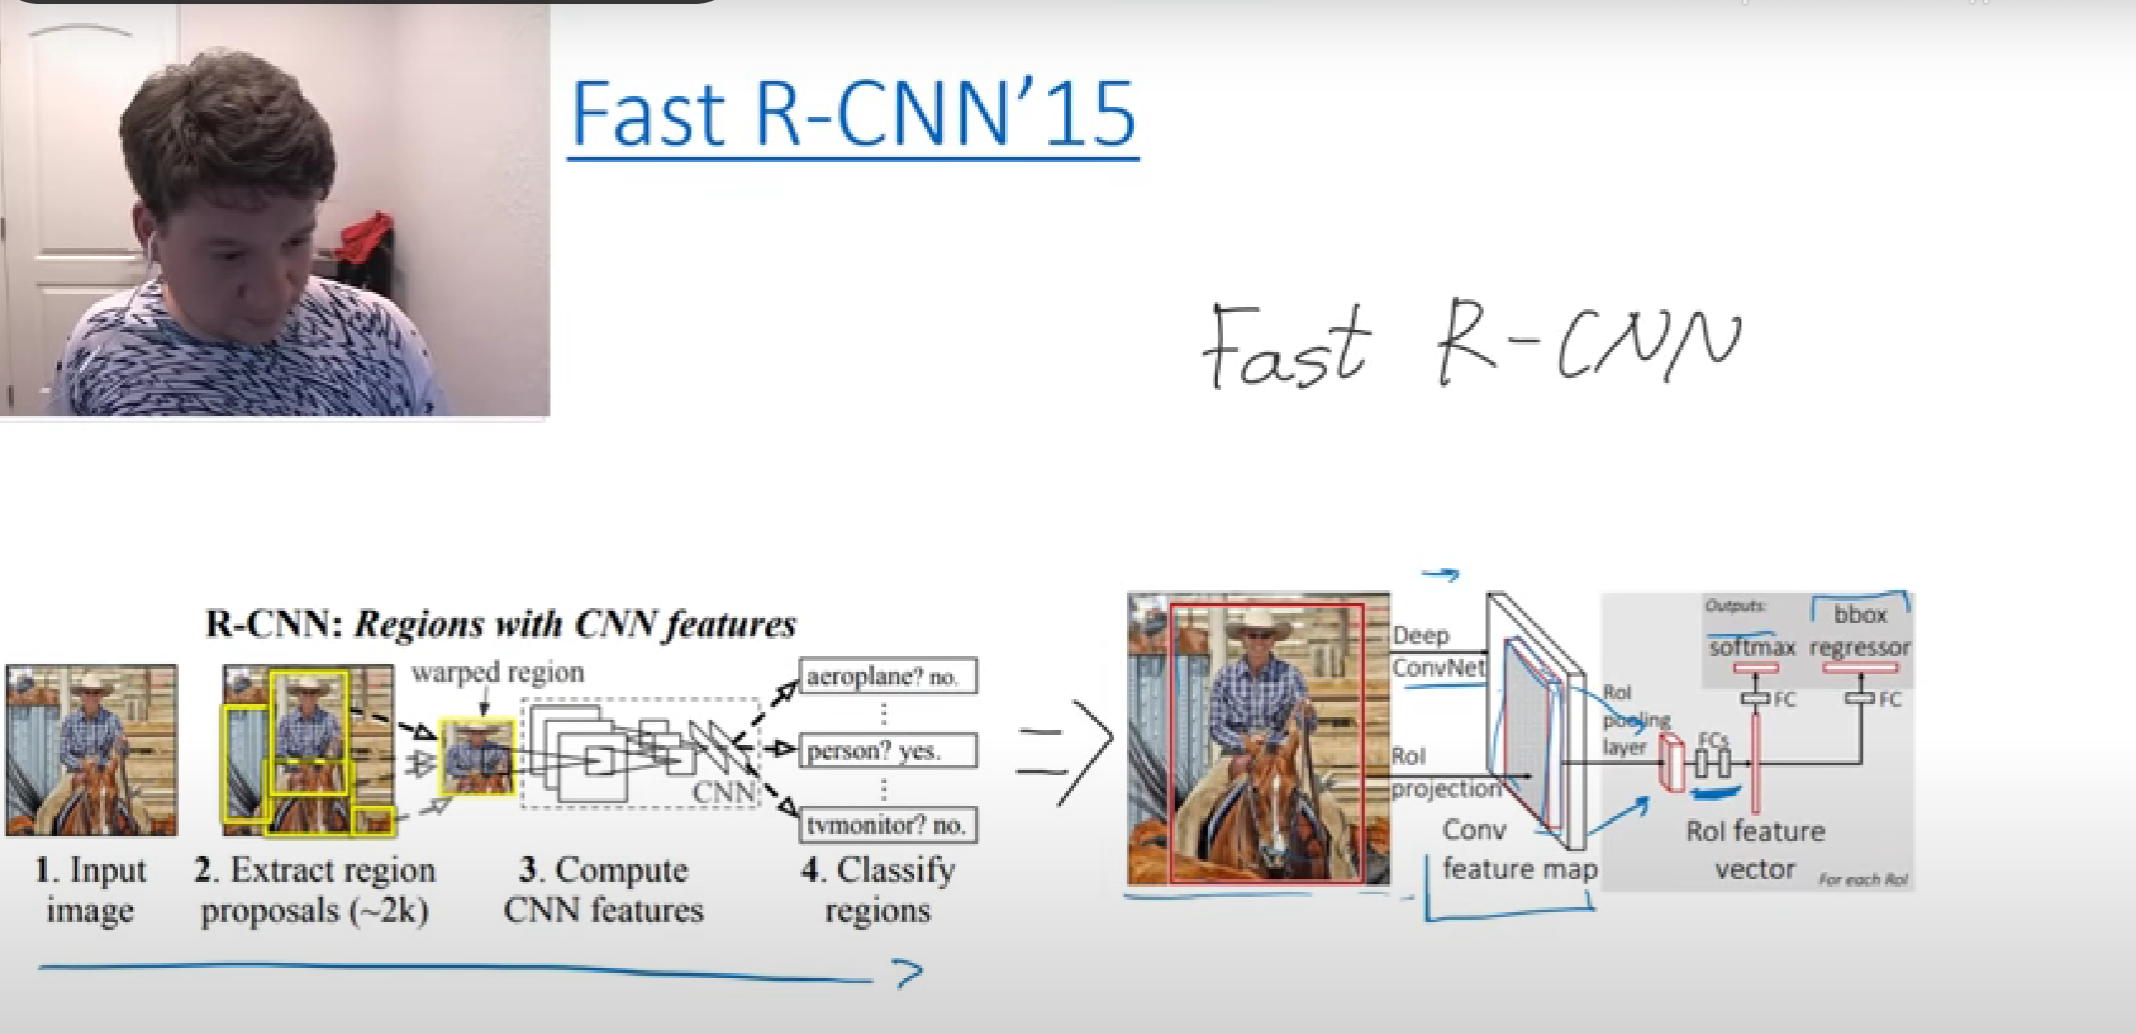 Fast R-CNN’15
Fast R-CNN
R-CNN: Regions with CNN features
warped region
aeroplane? no.
person? yes.
tvmonitor? no.
CNN
1. Input
image
2. Extract region
proposals (~2k)
3. Compute
CNN features
4. Classify
regions
Deep
ConvNet
RoI
projection
Conv
feature map
RoI
pooling
layer
FCs
Outputs:
softmax
bbox
regressor
FC
FC
RoI feature
vector
For each RoI